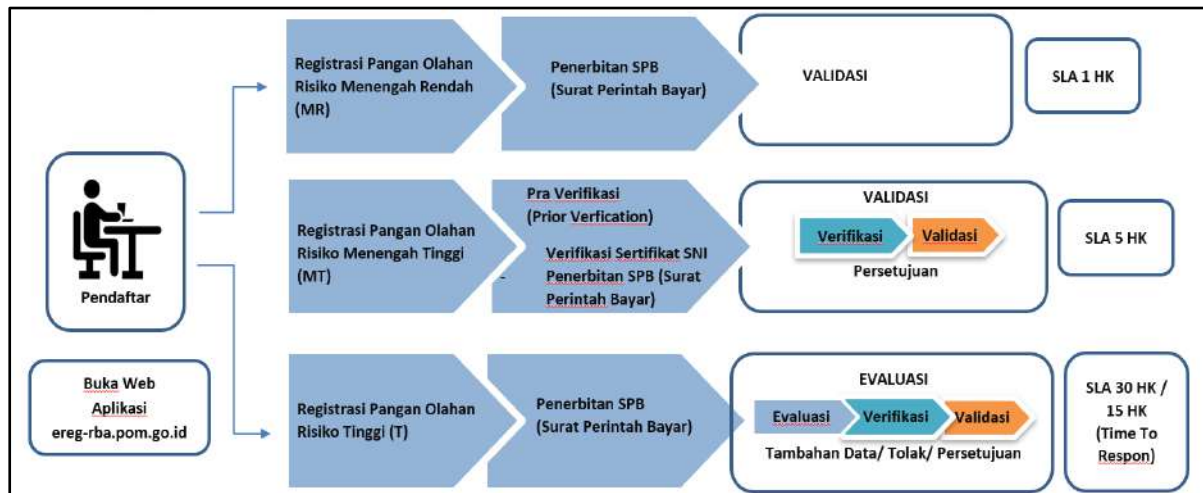 Pendaftar
Buka Web
Aplikasi
ereg-rba.pom.go.id
Registrasi Pangan Olahan
Risiko Menengah Rendah
(MR)
Penerbitan SPB
(Surat Perintah Bayar)
VALIDASI
SLA 1 HK
Registrasi Pangan Olahan
Risiko Menengah Tinggi
(MT)
Pra Verifikasi
(Prior Verfication)
Verifikasi Sertifikat SNI
- Penerbitan SPB (Surat
Perintah Bayar)
VALIDASI
Verifikasi
Validasi
Persetujuan
SLA 5 HK
Registrasi Pangan Olahan
Risiko Tinggi (T)
Penerbitan SPB
(Surat Perintah Bayar)
EVALUASI
Evaluasi
Verifikasi
Validasi
Tambahan Data/ Tolak/ Persetujuan
SLA 30 HK /
15 HK
(Time To
Respon)